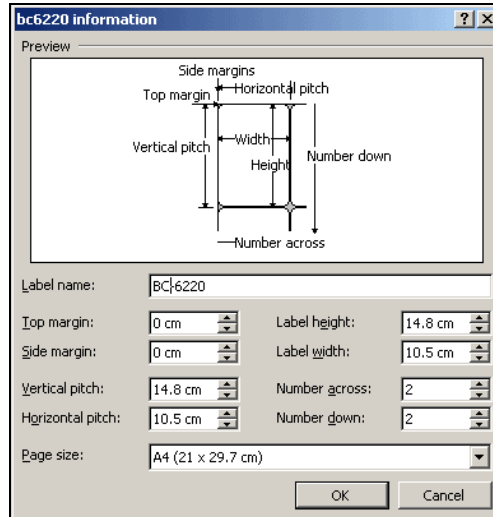 bc6220 information
Preview
Side margins
Horizontal pitch
Top margin
Vertical pitch
Width
Height
Number down
Number across
Label name: BC-6220
Top margin: 0 cm Label height: 14.8 cm
Side margin: 0 cm Label width: 10.5 cm
Vertical pitch: 14.8 cm Number across: 2
Horizontal pitch: 10.5 cm Number down: 2
Page size: A4 (21 x 29.7 cm)
OK Cancel